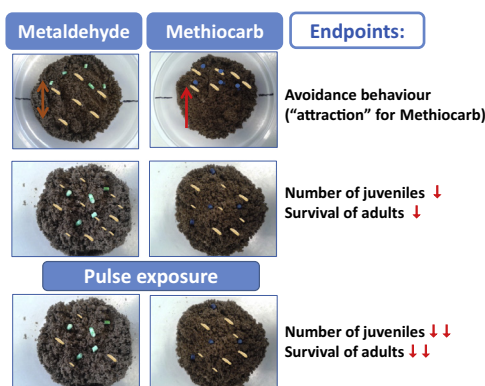 Metaldehyde
Methiocarb
Endpoints:
Avoidance behaviour
("attraction" for Methiocarb)
Number of juveniles ↓
Survival of adults ↓
Pulse exposure
Number of juveniles ↓↓
Survival of adults ↓↓